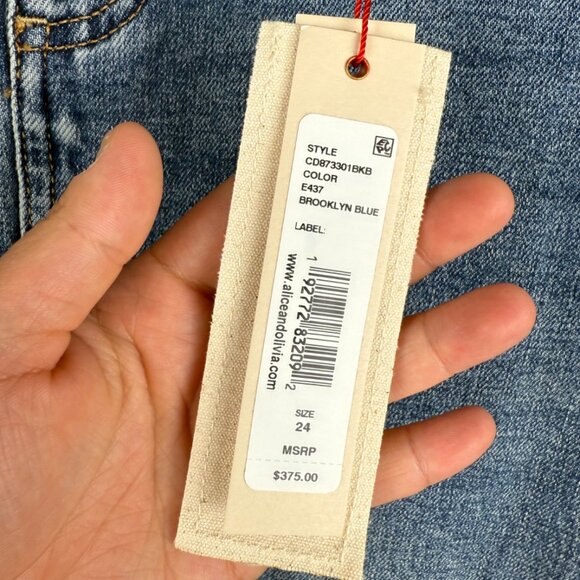 STYLE
CD873301BKB
COLOR
E437
BROOKLYN BLUE
LABEL:
1 92772 83209 2
www.aliceandolivia.com
SIZE
24
MSRP
$375.00